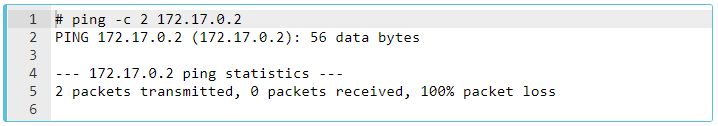 1 # ping -c 2 172.17.0.2
2 PING 172.17.0.2 (172.17.0.2): 56 data bytes
3
4 --- 172.17.0.2 ping statistics ---
5 2 packets transmitted, 0 packets received, 100% packet loss
6